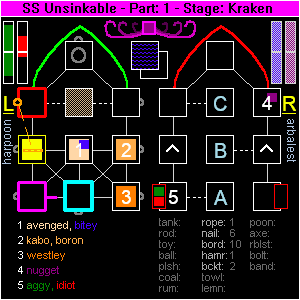 SS Unsinkable - Part: 1 - Stage: Kraken
L
R
harpoon
arbalest
C
4
1
2
B
3
5
A
1 avenged, bitey
2 kabo, boron
3 westley
4 nugget
5 aggy, idiot
tank:
rod:
toy:
ball:
plsh:
coal:
rum:
rope: 1
nail: 6
bord: 10
hamr: 1
bckt: 2
towl:
lemn:
poon:
axe:
rblst:
bolt:
band: